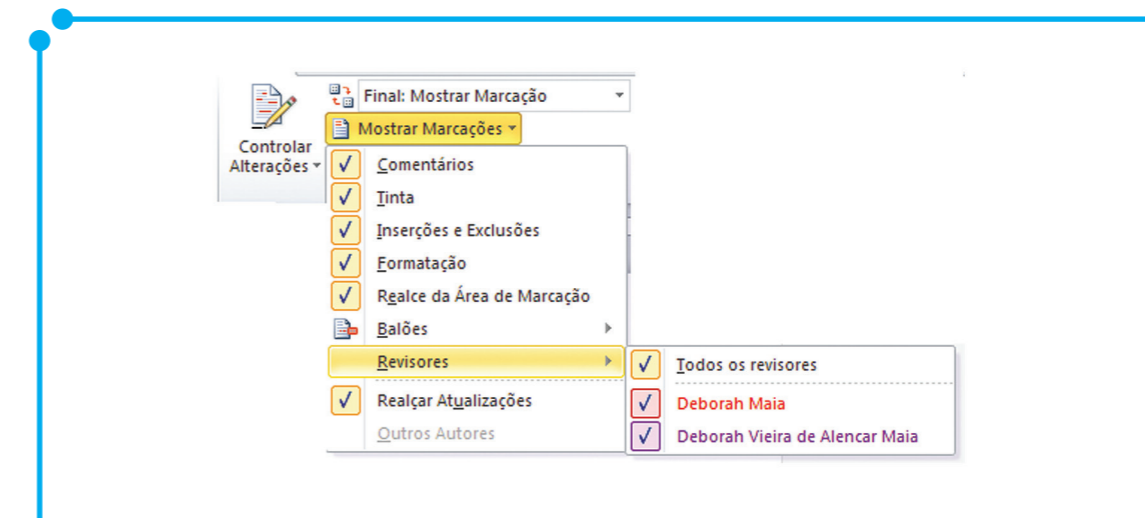 Final: Mostrar Marcação
Mostrar Marcações
Controlar
Alterações
Comentários
Tinta
Inserções e Exclusões
Formatação
Realce da Área de Marcação
Balões
Revisores
Realçar Atualizações
Outros Autores
Todos os revisores
Deborah Maia
Deborah Vieira de Alencar Maia